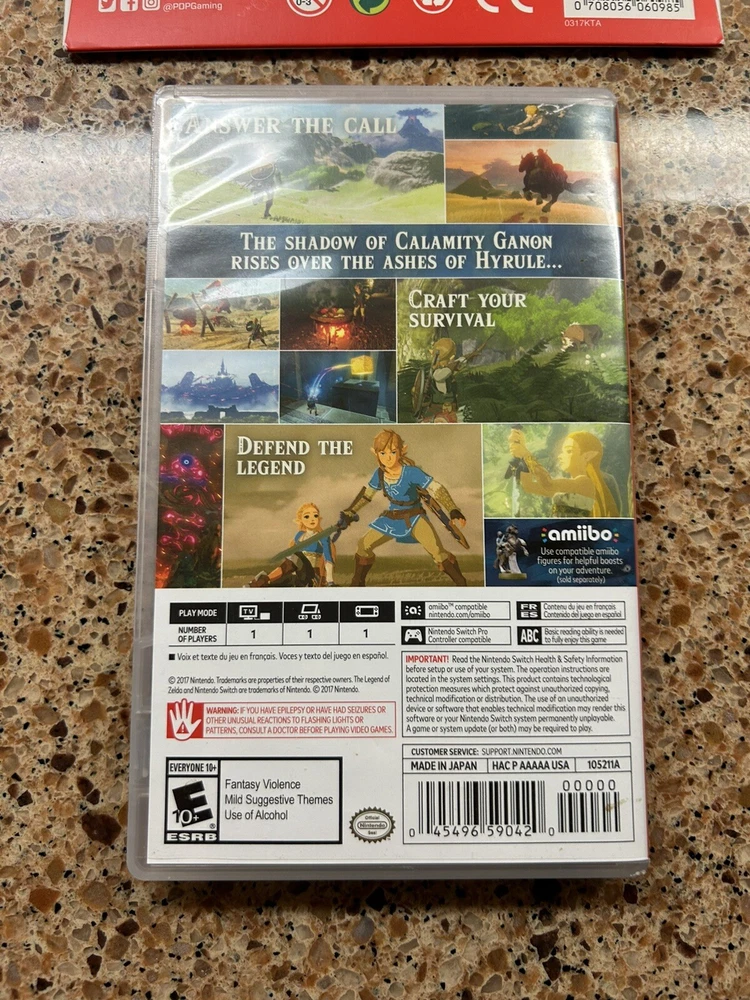 @PDPGaming
0-3
0 708056 060985
0317KTA
ANSWER THE CALL
THE SHADOW OF CALAMITY GANON
RISES OVER THE ASHES OF HYRULE...
CRAFT YOUR
SURVIVAL
DEFEND THE
LEGEND
amiibo
Use compatible amiibo
figures for helpful boosts
on your adventure.
(sold separately)
PLAY MODE
TV
NUMBER
OF PLAYERS
1
1
1
amiibo™ compatible
nintendo.com/amiibo
FR
ES
Contenu du jeu en français.
Contenido del juego en español.
Nintendo Switch Pro
Controller compatible
ABC
Basic reading ability is needed
to fully enjoy this game
■ Voix et texte du jeu en français. Voces y texto del juego en español.
© 2017 Nintendo. Trademarks are properties of their respective owners. The Legend of
Zelda and Nintendo Switch are trademarks of Nintendo. © 2017 Nintendo.
WARNING: IF YOU HAVE EPILEPSY OR HAVE HAD SEIZURES OR
OTHER UNUSUAL REACTIONS TO FLASHING LIGHTS OR
PATTERNS, CONSULT A DOCTOR BEFORE PLAYING VIDEO GAMES.
IMPORTANT! Read the Nintendo Switch Health & Safety Information
before setup or use of your system. The operation instructions are
located in the system settings. This product contains technological
protection measures which protect against unauthorized copying,
technical modification or distribution. The use of an unauthorized
device or software that enables technical modification may render this
software or your Nintendo Switch system permanently unplayable.
A game or system update (or both) may be required to play.
CUSTOMER SERVICE: SUPPORT.NINTENDO.COM
MADE IN JAPAN
HAC P AAAAA USA
105211A
EVERYONE 10+
E
10+
ESRB
Fantasy Violence
Mild Suggestive Themes
Use of Alcohol
Official
Nintendo
Seal
00000
0 45496 59042 0